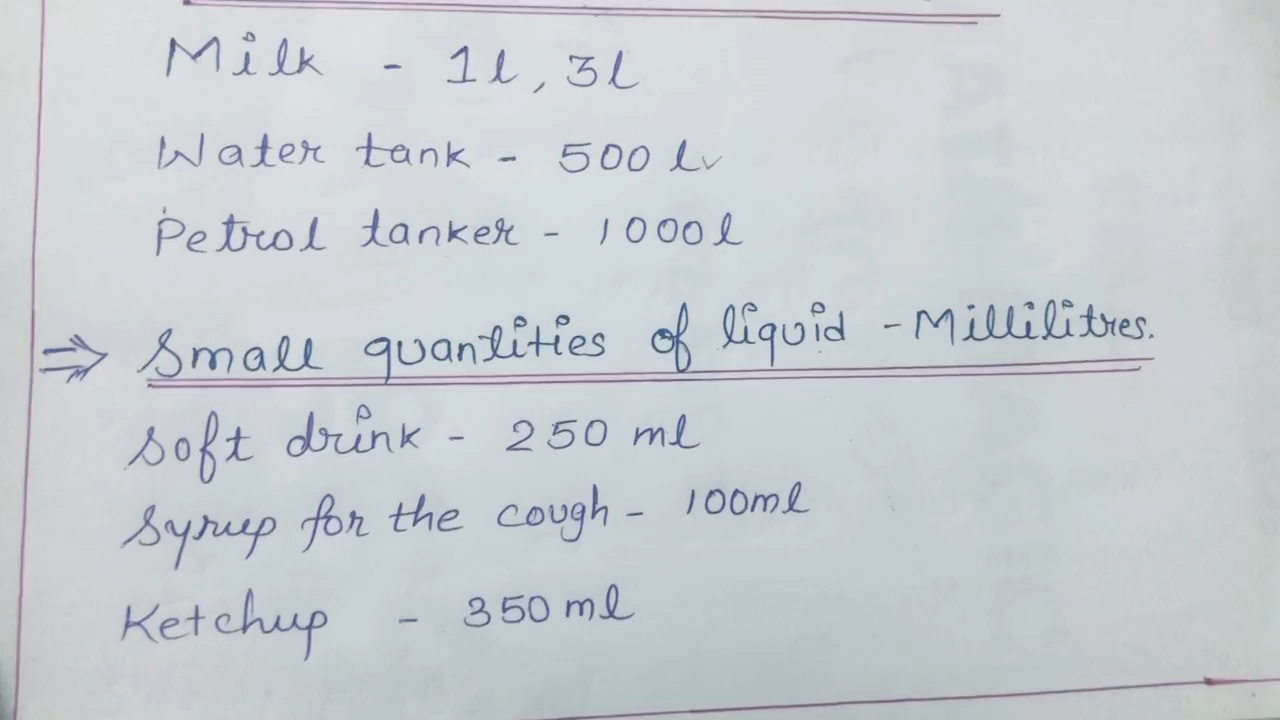 Milk - 1l, 3l
Water tank - 500 l
Petrol tanker - 1000l
⇒ Small quantities of liquid - Millilitres.
Soft drink - 250 ml
Syrup for the cough - 100ml
Ketchup - 350 ml